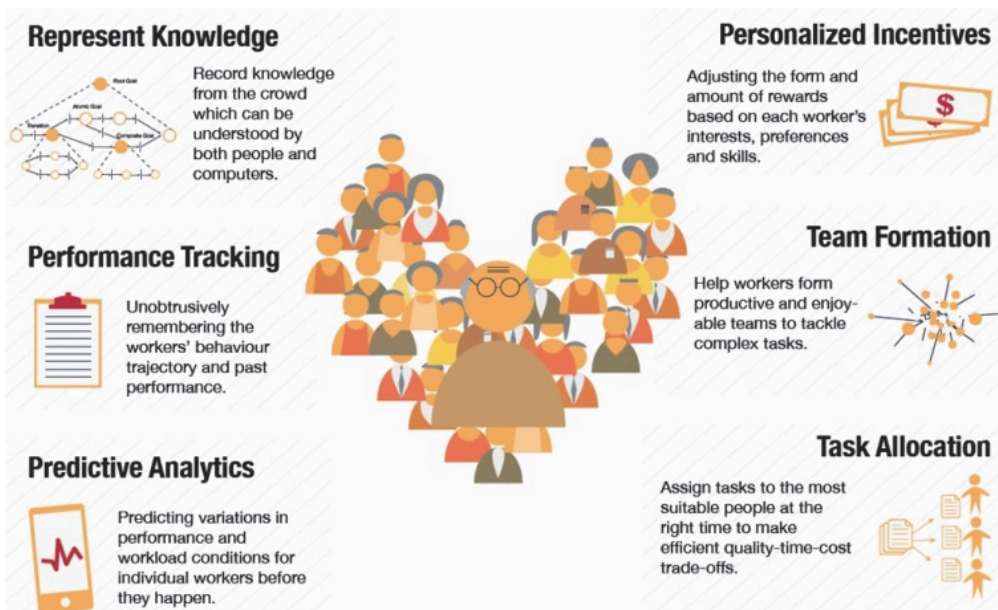 Represent Knowledge
Root Goal
Atomic Goal
Transition
Composite Goal
Record knowledge
from the crowd
which can be
understood by
both people and
computers.
Performance Tracking
Unobtrusively
remembering the
workers' behaviour
trajectory and past
performance.
Predictive Analytics
Predicting variations in
performance and
workload conditions for
individual workers before
they happen.
Personalized Incentives
Adjusting the form and
amount of rewards
based on each worker's
interests, preferences
and skills.
$
Team Formation
Help workers form
productive and enjoy-
able teams to tackle
complex tasks.
Task Allocation
Assign tasks to the most
suitable people at the
right time to make
efficient quality-time-cost
trade-offs.